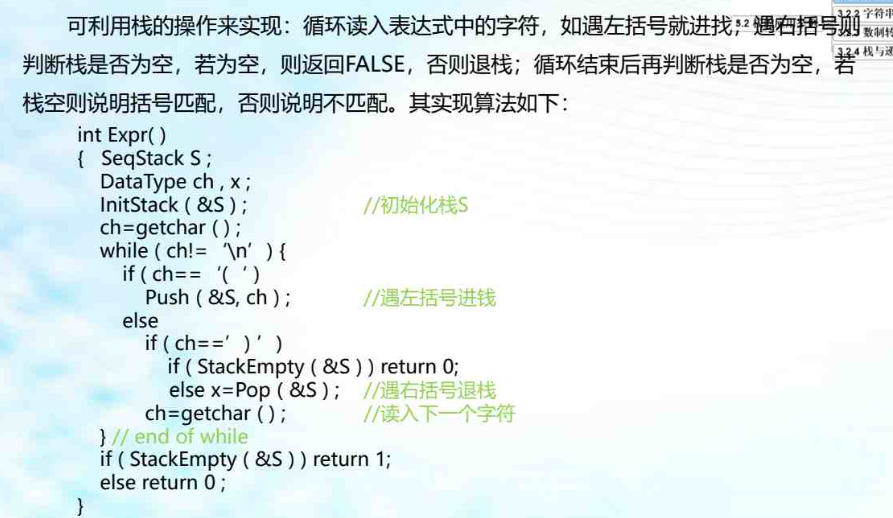 3.2.2 字符串
可利用栈的操作来实现：循环读入表达式中的字符，如遇左括号就进栈；遇右括号则
3.2.3 数制转
判断栈是否为空，若为空，则返回FALSE，否则退栈；循环结束后再判断栈是否为空，若
3.2.4 栈与递
栈空则说明括号匹配，否则说明不匹配。其实现算法如下：
int Expr( )
{ SeqStack S ;
DataType ch , x ;
InitStack ( &S ) ; //初始化栈S
ch=getchar ( ) ;
while ( ch!= ‘\n’ ) {
if ( ch== ‘( ‘ )
Push ( &S, ch ) ; //遇左括号进钱
else
if ( ch==’ ) ’ )
if ( StackEmpty ( &S ) ) return 0;
else x=Pop ( &S ) ; //遇右括号退栈
ch=getchar ( ) ; //读入下一个字符
} // end of while
if ( StackEmpty ( &S ) ) return 1;
else return 0 ;
}